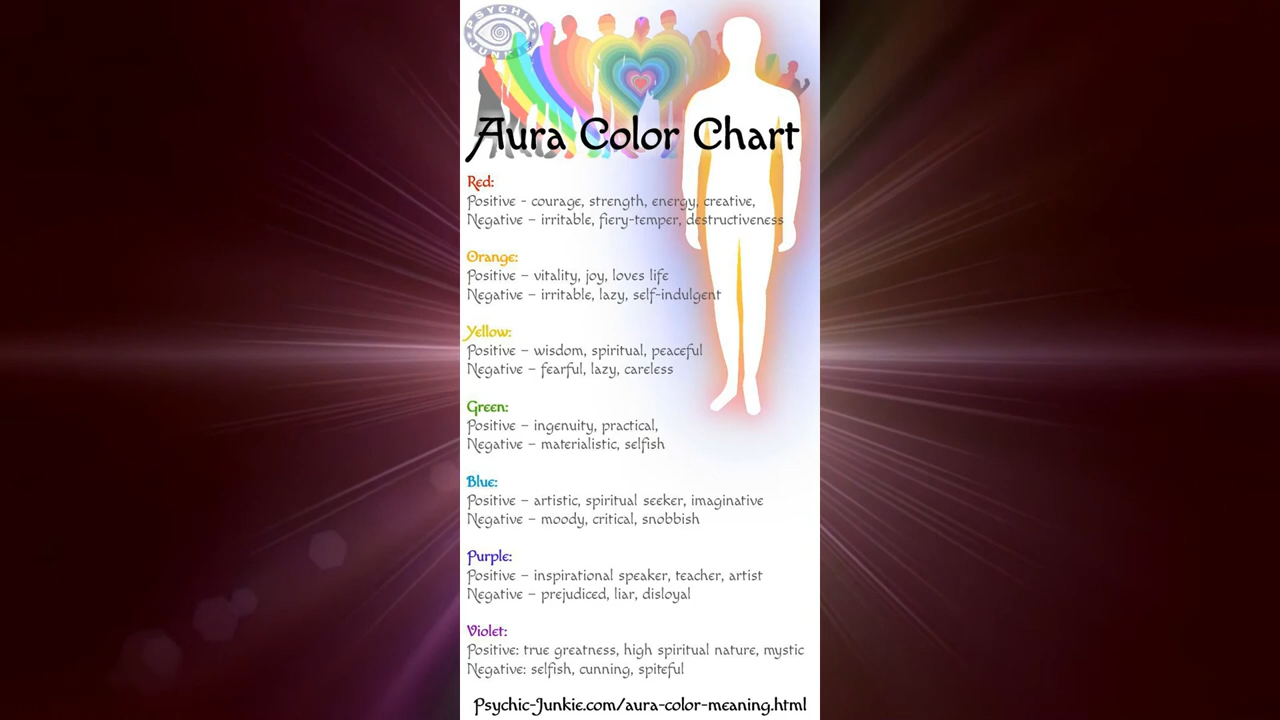 PSYCHIC
JUNKIE
Aura Color Chart
Red:
Positive - courage, strength, energy, creative,
Negative – irritable, fiery-temper, destructiveness
Orange:
Positive – vitality, joy, loves life
Negative – irritable, lazy, self-indulgent
Yellow:
Positive – wisdom, spiritual, peaceful
Negative – fearful, lazy, careless
Green:
Positive – ingenuity, practical,
Negative – materialistic, selfish
Blue:
Positive – artistic, spiritual seeker, imaginative
Negative – moody, critical, snobbish
Purple:
Positive – inspirational speaker, teacher, artist
Negative – prejudiced, liar, disloyal
Violet:
Positive: true greatness, high spiritual nature, mystic
Negative: selfish, cunning, spiteful
Psychic-Junkie.com/aura-color-meaning.html